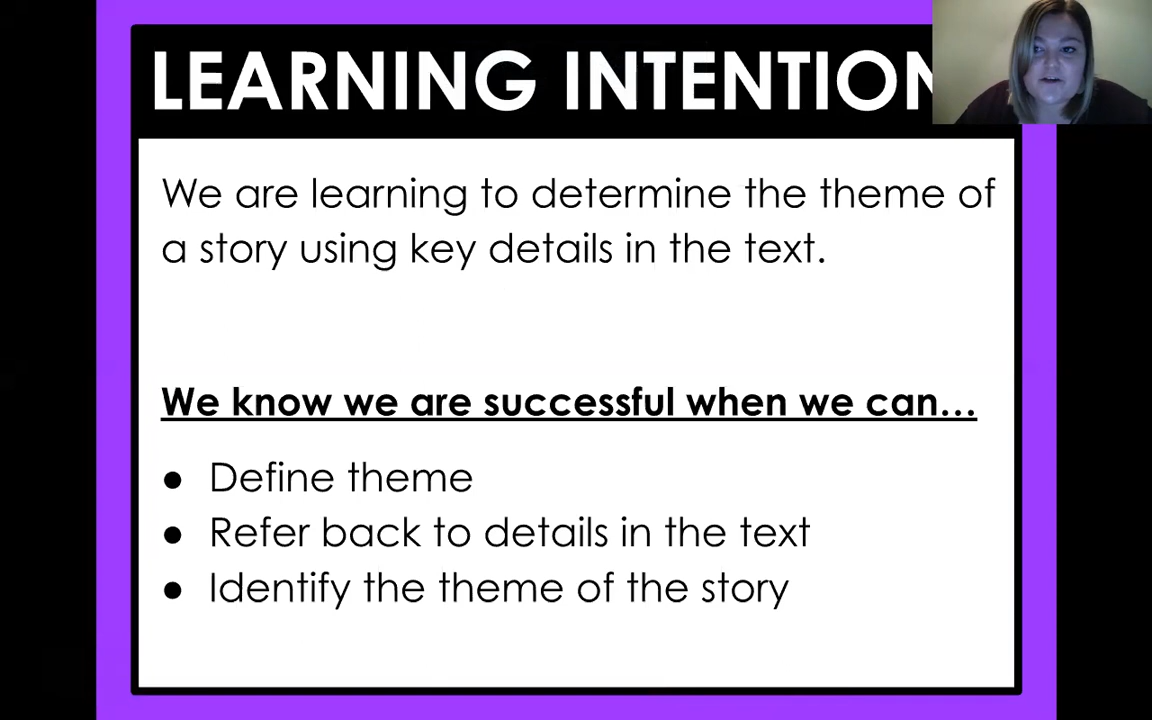 LEARNING INTENTION
We are learning to determine the theme of
a story using key details in the text.
We know we are successful when we can...
● Define theme
● Refer back to details in the text
● Identify the theme of the story